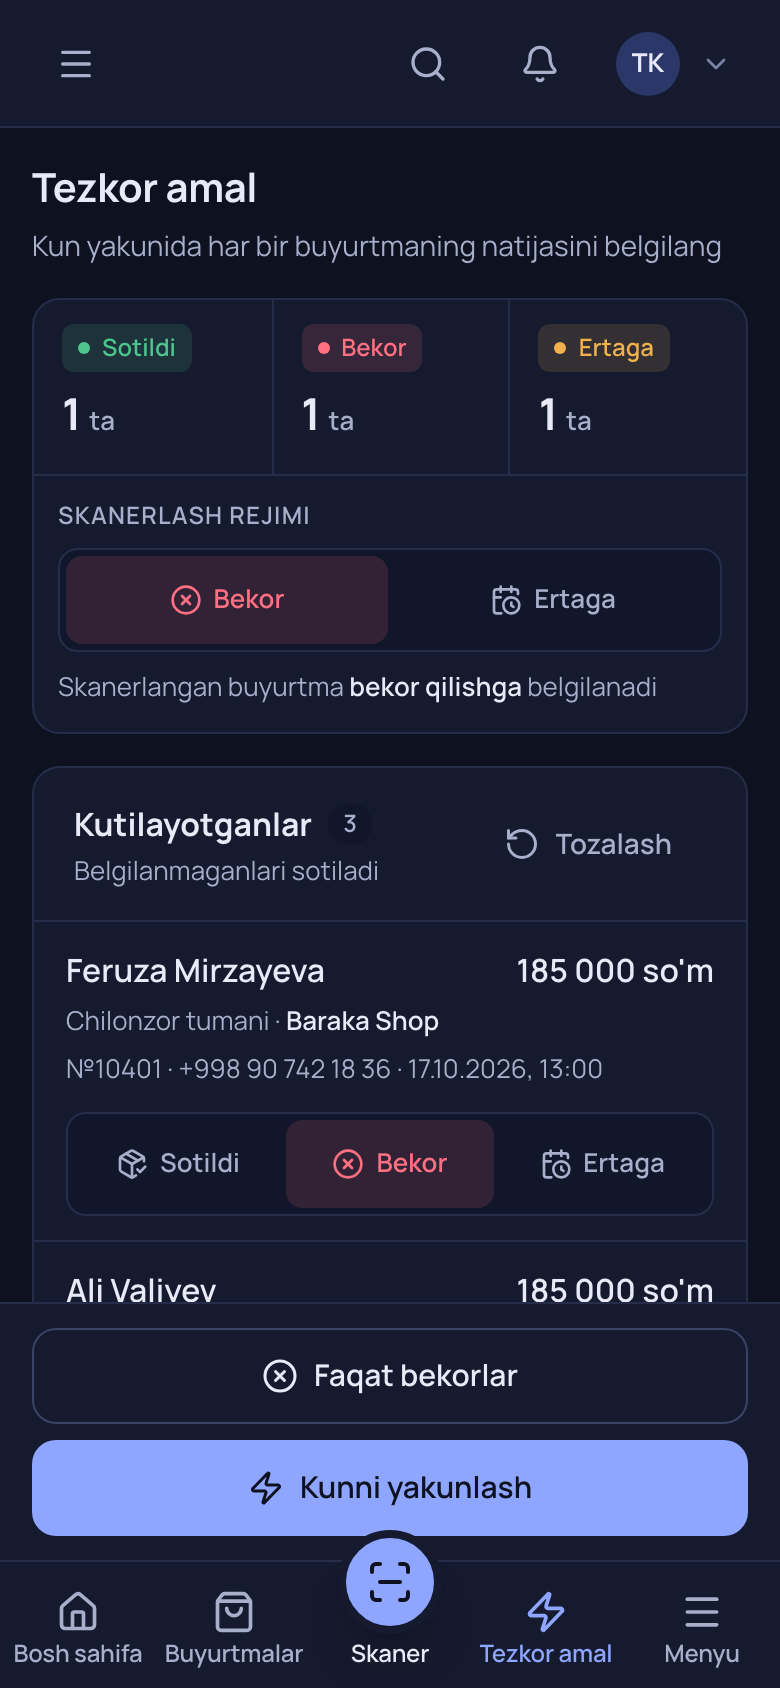 TK
Tezkor amal
Kun yakunida har bir buyurtmaning natijasini belgilang
Sotildi
Bekor
Ertaga
1 ta
1 ta
1 ta
SKANERLASH REJIMI
Bekor
Ertaga
Skanerlangan buyurtma bekor qilishga belgilanadi
Kutilayotganlar 3
Tozalash
Belgilanmaganlari sotiladi
Feruza Mirzayeva
185 000 so'm
Chilonzor tumani · Baraka Shop
№10401 · +998 90 742 18 36 · 17.10.2026, 13:00
Sotildi
Bekor
Ertaga
Ali Valiyev
185 000 so'm
Faqat bekorlar
Kunni yakunlash
Bosh sahifa
Buyurtmalar
Skaner
Tezkor amal
Menyu